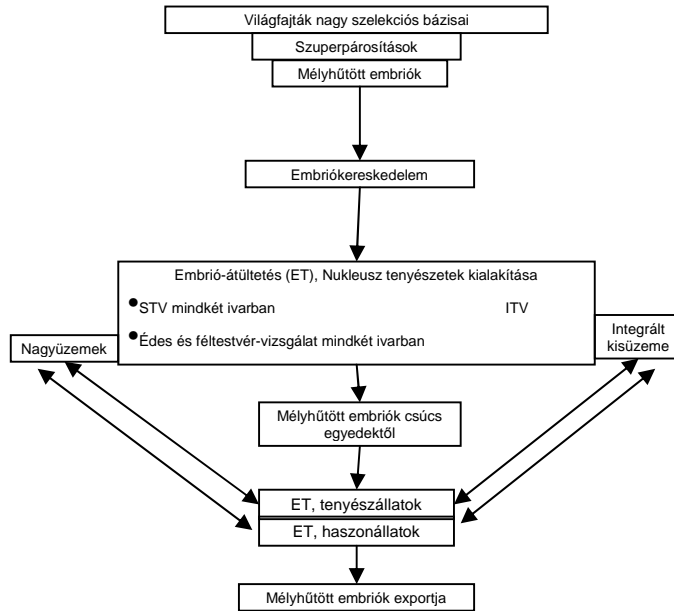 Világfajták nagy szelekciós bázisai
Szuperpárosítások
Mélyhűtött embriók
Embriókereskedelem
Embrió-átültetés (ET), Nukleusz tenyészetek kialakítása
●STV mindkét ivarban ITV
●Édes és féltestvér-vizsgálat mindkét ivarban
Nagyüzemek
Integrált
kisüzeme
Mélyhűtött embriók csúcs
egyedektől
ET, tenyészállatok
ET, haszonállatok
Mélyhűtött embriók exportja